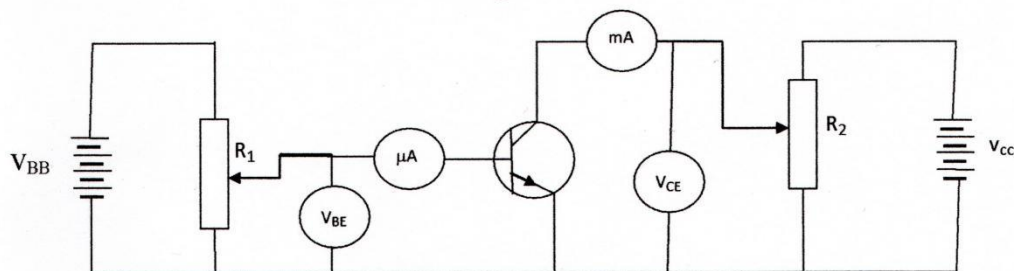 mA
V_BB
R₁
μA
V_BE
V_CE
R₂
v_cc